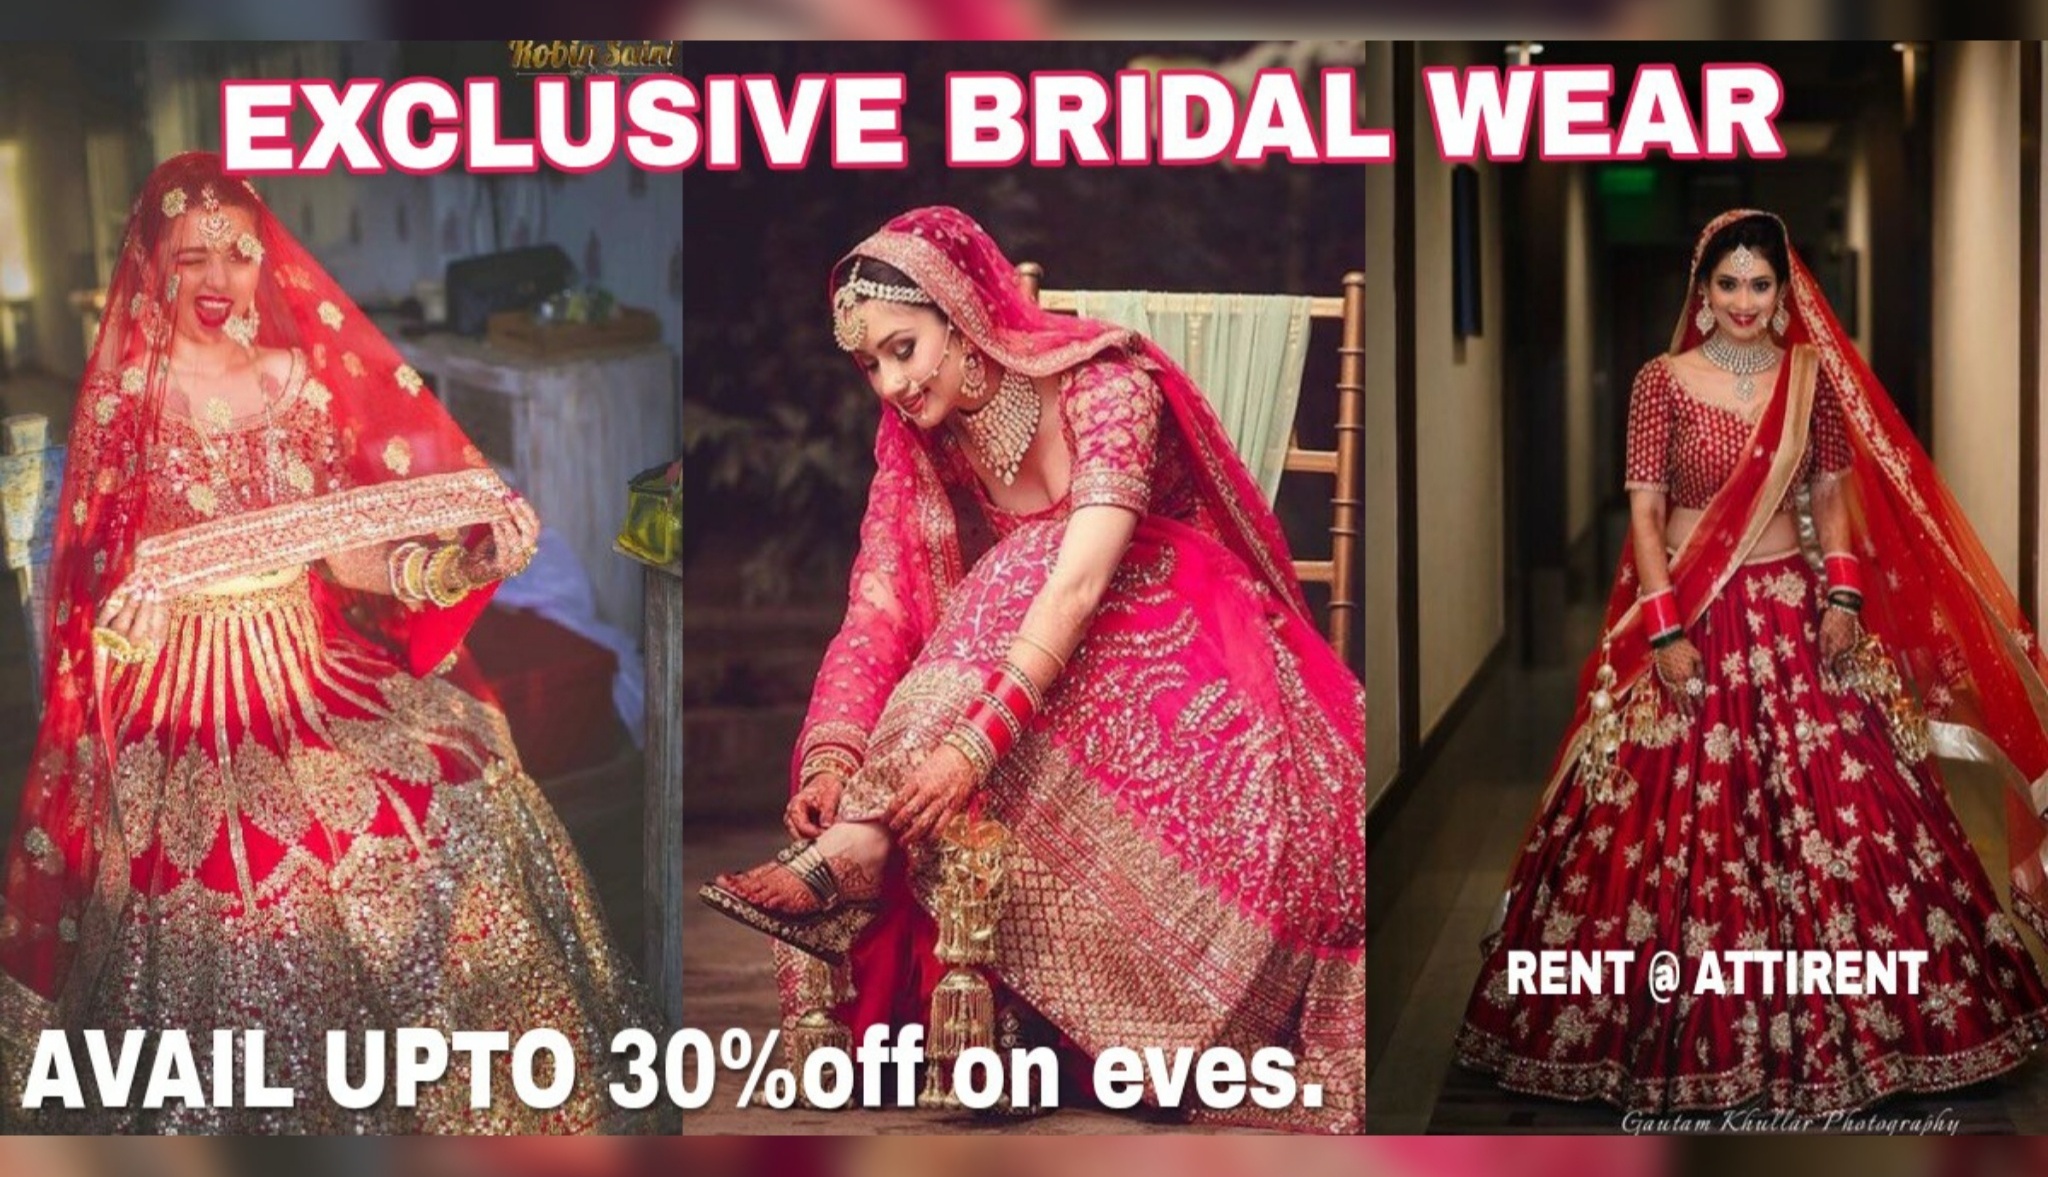 Robin Saini
EXCLUSIVE BRIDAL WEAR
RENT @ ATTIRENT
AVAIL UPTO 30%off on eves.
Gautam Khullar Photography